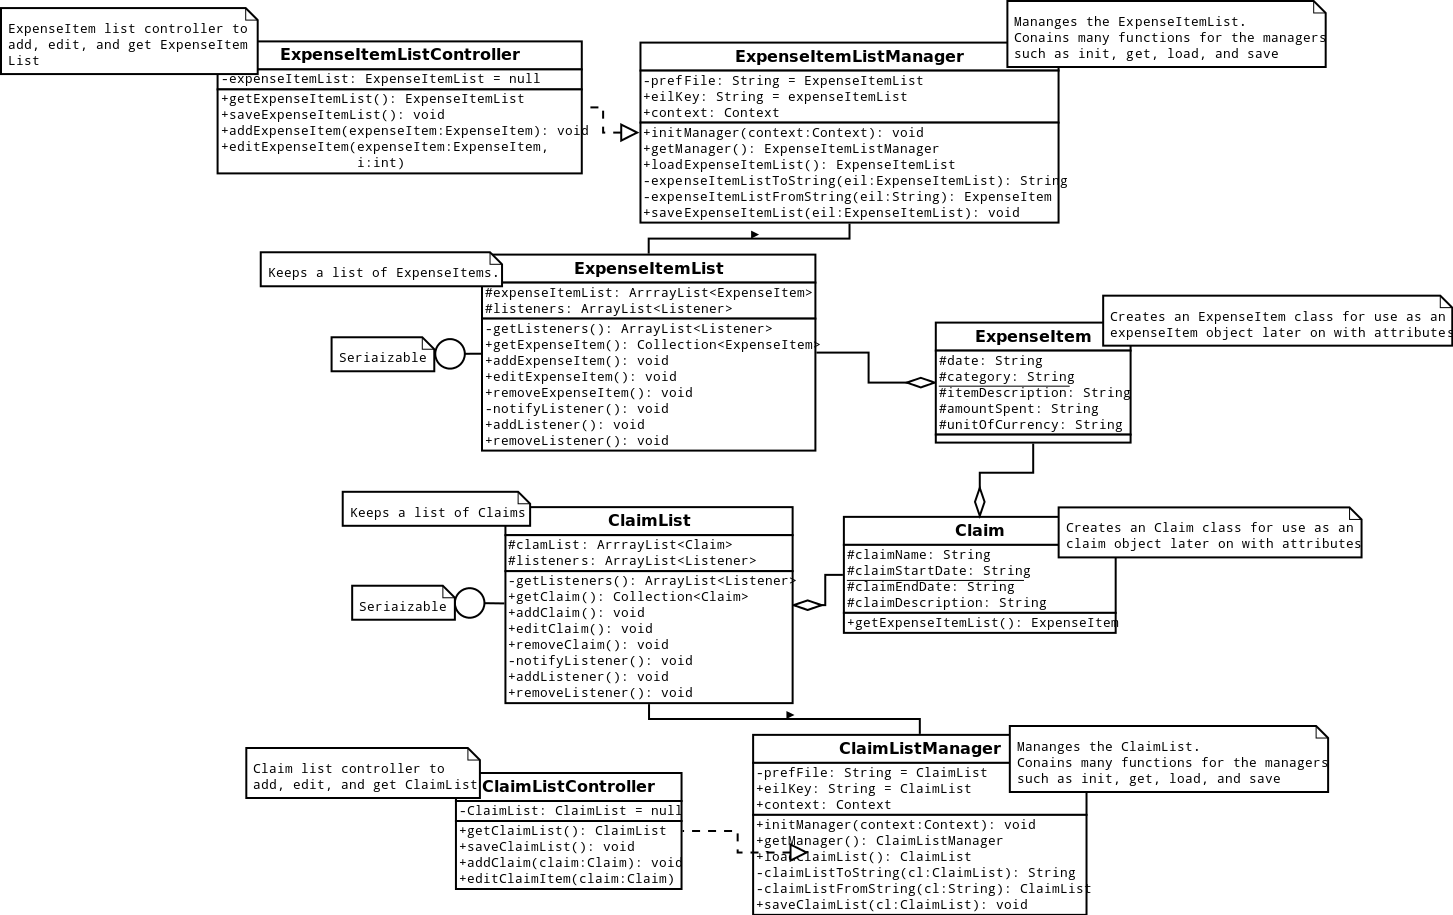 ExpenseItem list controller to
add, edit, and get ExpenseItem
List
ExpenseItemListController
-expenseItemList: ExpenseItemList = null
+getExpenseItemList(): ExpenseItemList
+saveExpenseItemList(): void
+addExpenseItem(expenseItem:ExpenseItem): void
+editExpenseItem(expenseItem:ExpenseItem,
i:int)
ExpenseItemListManager
-prefFile: String = ExpenseItemList
+eilKey: String = expenseItemList
+context: Context
+initManager(context:Context): void
+getManager(): ExpenseItemListManager
+loadExpenseItemList(): ExpenseItemList
-expenseItemListToString(eil:ExpenseItemList): String
-expenseItemListFromString(eil:String): ExpenseItem
+saveExpenseItemList(eil:ExpenseItemList): void
Mananges the ExpenseItemList.
Conains many functions for the managers
such as init, get, load, and save
Keeps a list of ExpenseItems.
ExpenseItemList
#expenseItemList: ArrrayList<ExpenseItem>
#listeners: ArrayList<Listener>
-getListeners(): ArrayList<Listener>
+getExpenseItem(): Collection<ExpenseItem>
+addExpenseItem(): void
+editExpenseItem(): void
+removeExpenseItem(): void
-notifyListener(): void
+addListener(): void
+removeListener(): void
Seriaizable
ExpenseItem
#date: String
#category: String
#itemDescription: String
#amountSpent: String
#unitOfCurrency: String
Creates an ExpenseItem class for use as an
expenseItem object later on with attributes
Keeps a list of Claims
ClaimList
#clamList: ArrrayList<Claim>
#listeners: ArrayList<Listener>
-getListeners(): ArrayList<Listener>
+getClaim(): Collection<Claim>
+addClaim(): void
+editClaim(): void
+removeClaim(): void
-notifyListener(): void
+addListener(): void
+removeListener(): void
Seriaizable
Claim
#claimName: String
#claimStartDate: String
#claimEndDate: String
#claimDescription: String
+getExpenseItemList(): ExpenseItem
Creates an Claim class for use as an
claim object later on with attributes
Claim list controller to
add, edit, and get ClaimList
ClaimListController
-ClaimList: ClaimList = null
+getClaimList(): ClaimList
+saveClaimList(): void
+addClaim(claim:Claim): void
+editClaimItem(claim:Claim)
ClaimListManager
-prefFile: String = ClaimList
+eilKey: String = ClaimList
+context: Context
+initManager(context:Context): void
+getManager(): ClaimListManager
+loadClaimList(): ClaimList
-claimListToString(cl:ClaimList): String
-claimListFromString(cl:String): ClaimList
+saveClaimList(cl:ClaimList): void
Mananges the ClaimList.
Conains many functions for the managers
such as init, get, load, and save